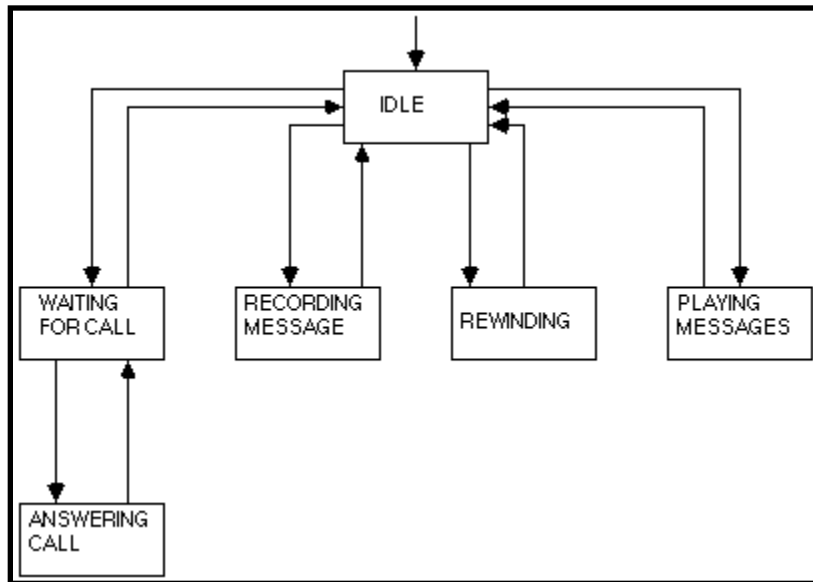 IDLE
WAITING
FOR CALL
RECORDING
MESSAGE
REWINDING
PLAYING
MESSAGES
ANSWERING
CALL